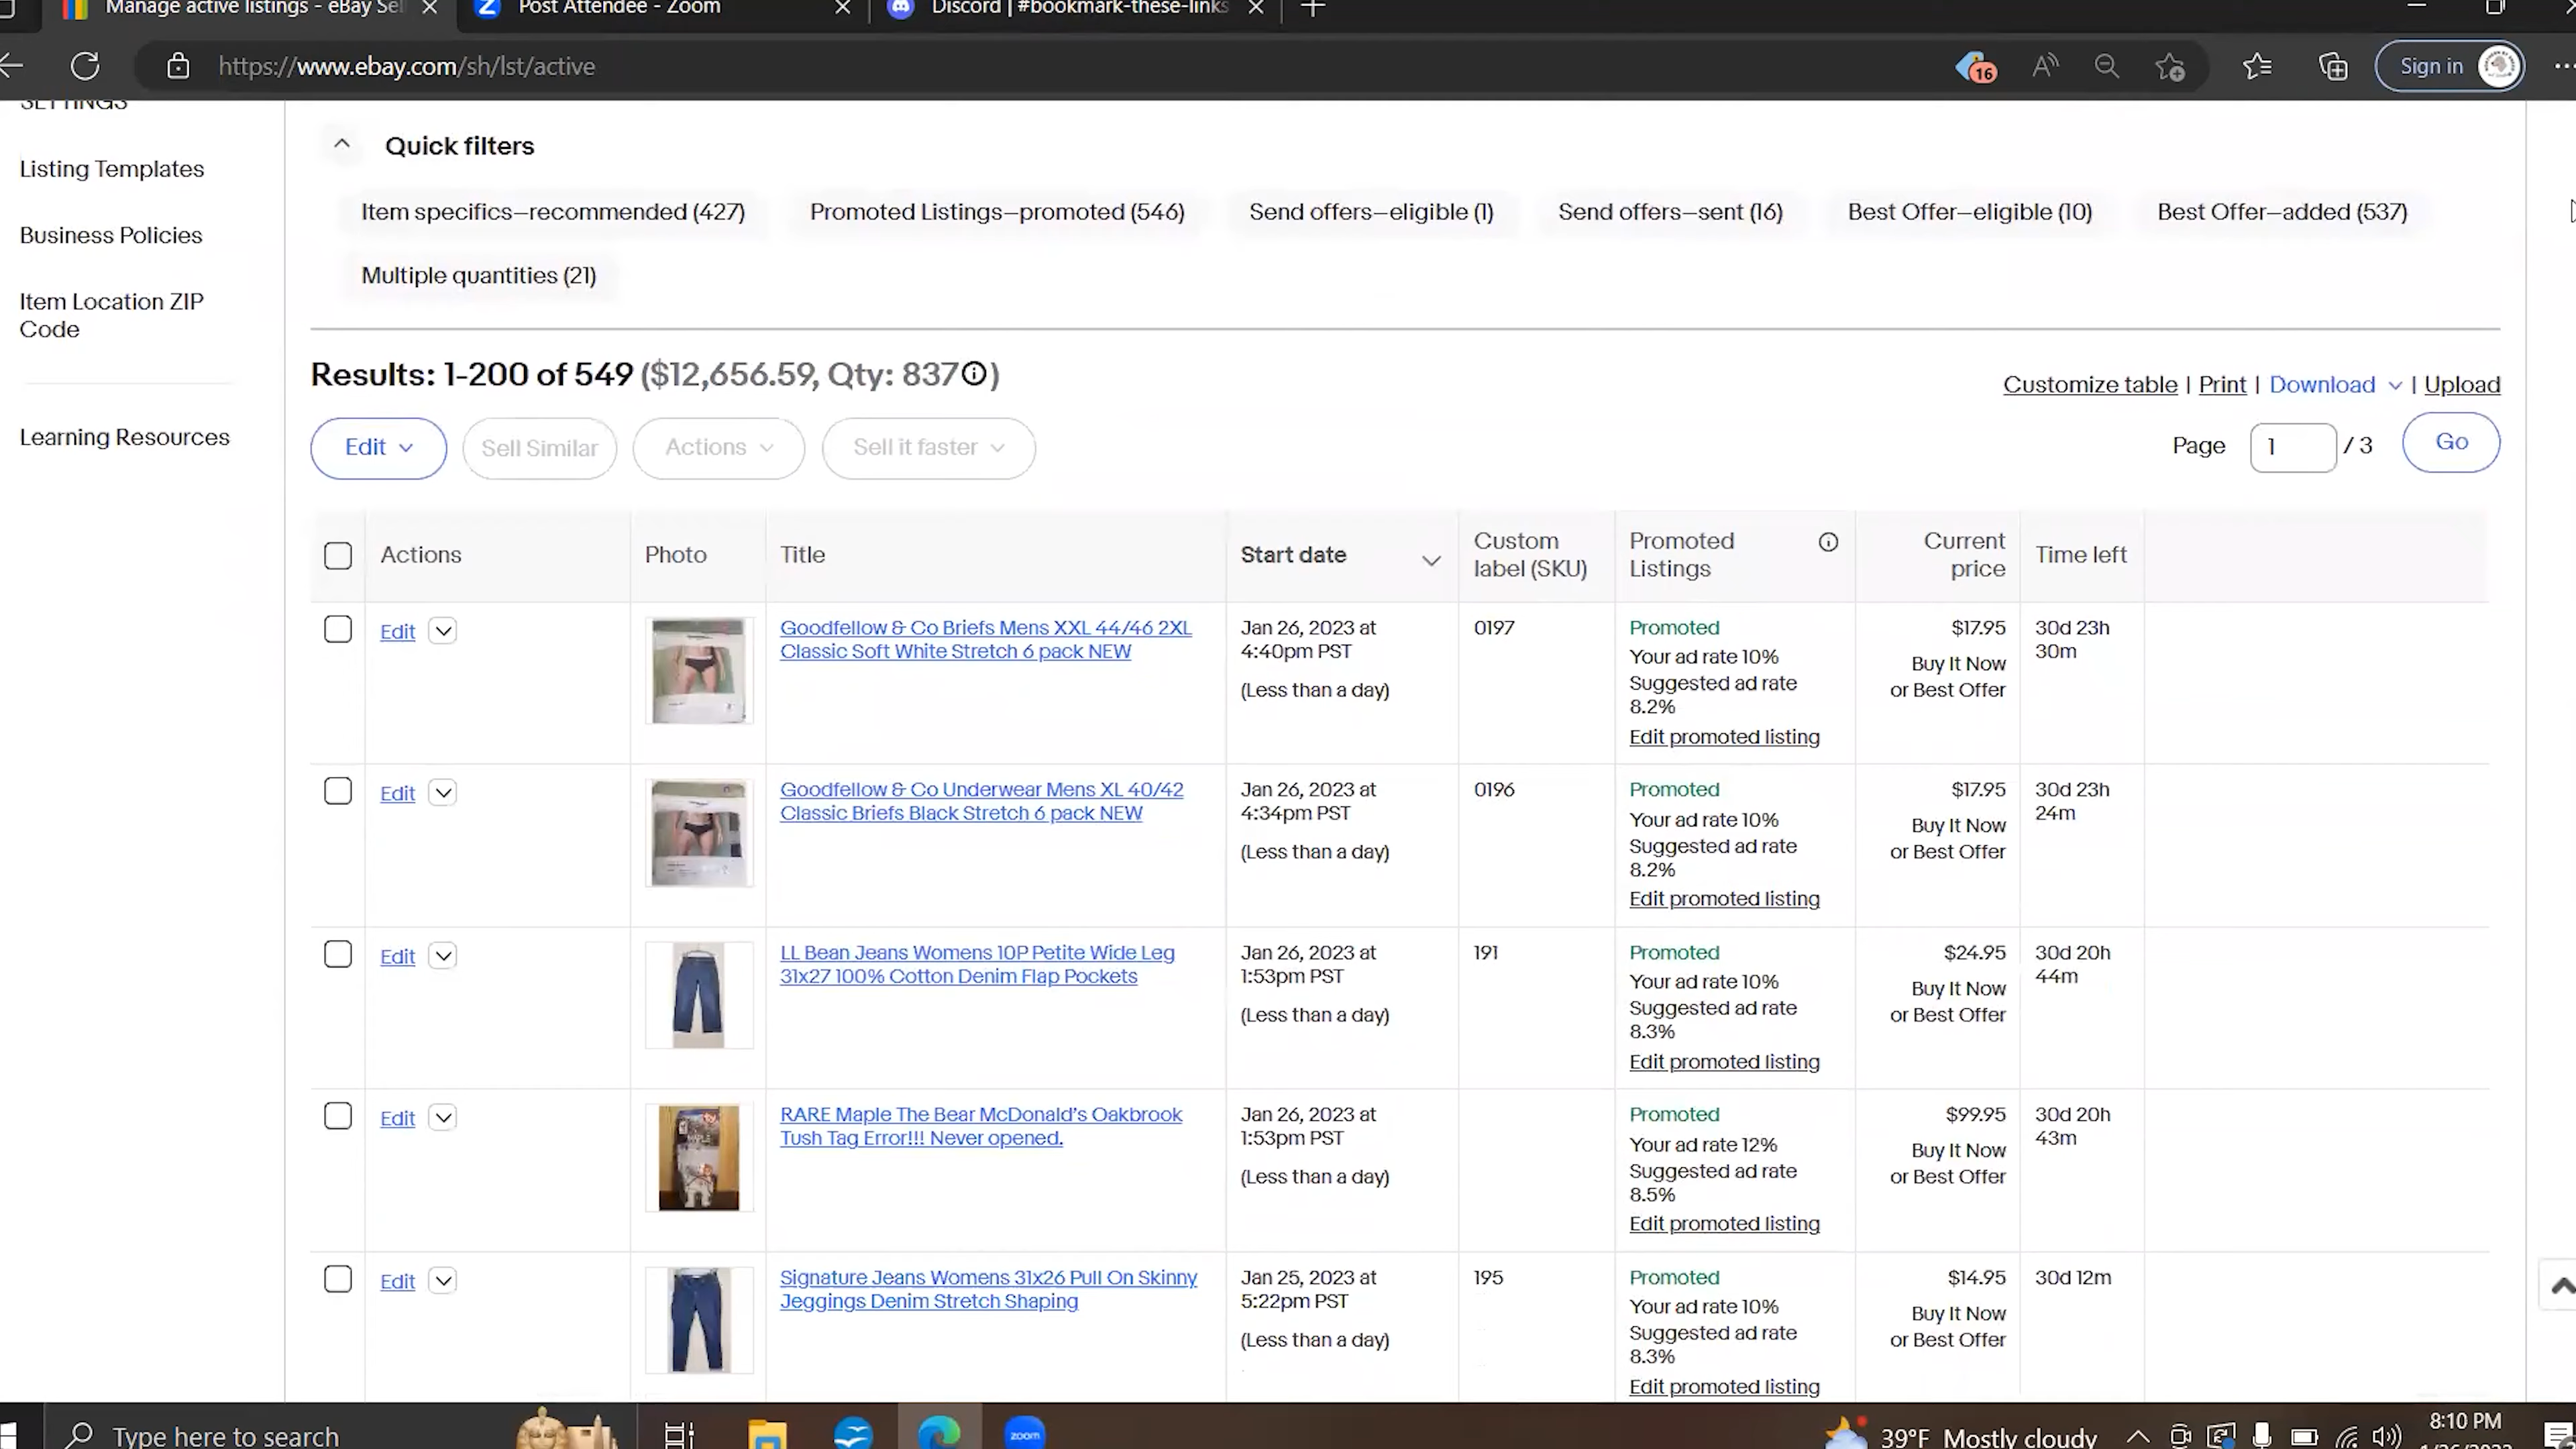 Manage active listings - eBay Sel
Post Attendee - Zoom
Discord | #bookmark-these-links
https://www.ebay.com/sh/lst/active
16
Sign in
SETTINGS
Listing Templates
Business Policies
Item Location ZIP
Code
Learning Resources
Quick filters
Item specifics–recommended (427)
Promoted Listings–promoted (546)
Send offers–eligible (1)
Send offers–sent (16)
Best Offer–eligible (10)
Best Offer–added (537)
Multiple quantities (21)
Results: 1-200 of 549 ($12,656.59, Qty: 837)
Customize table | Print | Download | Upload
Edit
Sell Similar
Actions
Sell it faster
Page 1 / 3 Go
Actions
Photo
Title
Start date
Custom
label (SKU)
Promoted
Listings
Current
price
Time left
Edit
Goodfellow & Co Briefs Mens XXL 44/46 2XL
Classic Soft White Stretch 6 pack NEW
Jan 26, 2023 at
4:40pm PST
(Less than a day)
0197
Promoted
Your ad rate 10%
Suggested ad rate
8.2%
Edit promoted listing
$17.95
Buy It Now
or Best Offer
30d 23h
30m
Edit
Goodfellow & Co Underwear Mens XL 40/42
Classic Briefs Black Stretch 6 pack NEW
Jan 26, 2023 at
4:34pm PST
(Less than a day)
0196
Promoted
Your ad rate 10%
Suggested ad rate
8.2%
Edit promoted listing
$17.95
Buy It Now
or Best Offer
30d 23h
24m
Edit
LL Bean Jeans Womens 10P Petite Wide Leg
31x27 100% Cotton Denim Flap Pockets
Jan 26, 2023 at
1:53pm PST
(Less than a day)
191
Promoted
Your ad rate 10%
Suggested ad rate
8.3%
Edit promoted listing
$24.95
Buy It Now
or Best Offer
30d 20h
44m
Edit
RARE Maple The Bear McDonald's Oakbrook
Tush Tag Error!!! Never opened.
Jan 26, 2023 at
1:53pm PST
(Less than a day)
Promoted
Your ad rate 12%
Suggested ad rate
8.5%
Edit promoted listing
$99.95
Buy It Now
or Best Offer
30d 20h
43m
Edit
Signature Jeans Womens 31x26 Pull On Skinny
Jeggings Denim Stretch Shaping
Jan 25, 2023 at
5:22pm PST
(Less than a day)
195
Promoted
Your ad rate 10%
Suggested ad rate
8.3%
Edit promoted listing
$14.95
Buy It Now
or Best Offer
30d 12m
Type here to search
zoom
39°F Mostly cloudy
8:10 PM